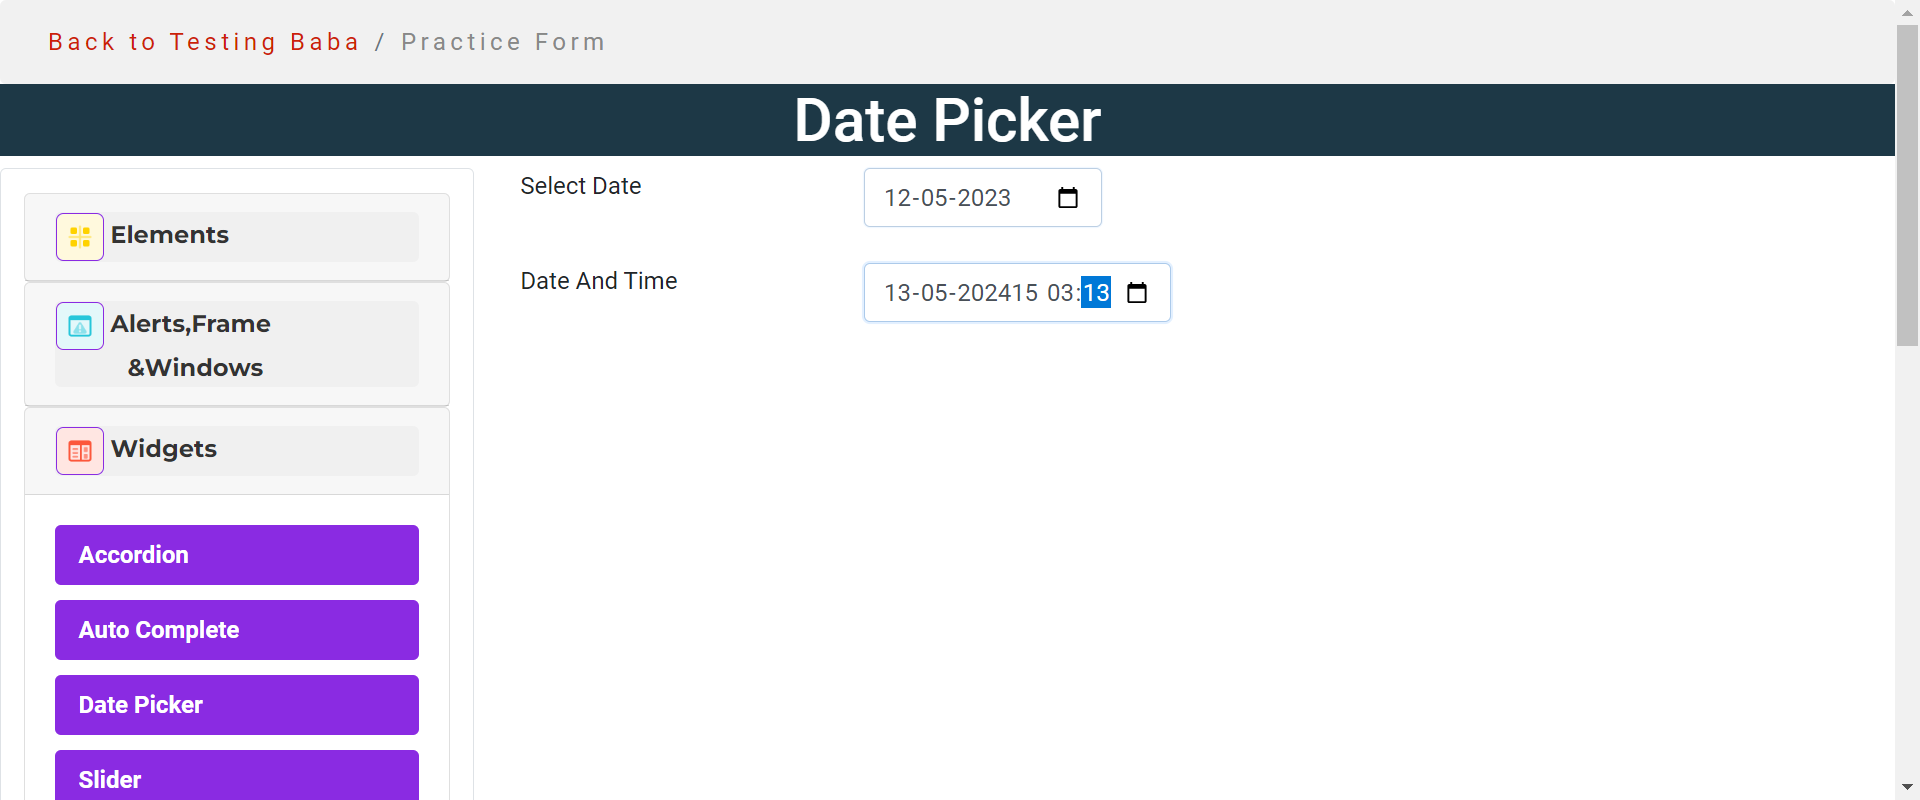 Back to Testing Baba / Practice Form
Date Picker
Elements
Alerts,Frame
&Windows
Widgets
Accordion
Auto Complete
Date Picker
Slider
Select Date
12-05-2023
Date And Time
13-05-202415 03:13